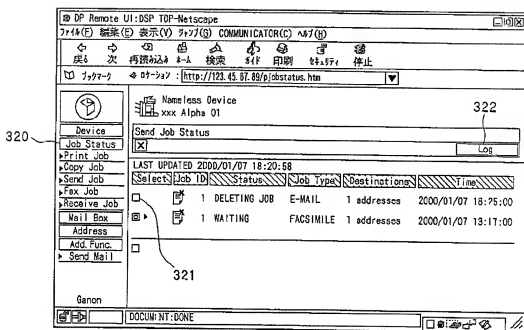 DP Remote UI:DSP TOP-Netscape
ファイル(F) 編集(E) 表示(V) ジャンプ(G) COMMUNICATOR(C) ヘルプ(H)
戻る 次 再読み込み ホーム 検索 ガイド 印刷 セキュリティ 停止
ブックマーク ロケーション : http://123.45.67.89/pjobstatus.htm
Nameless Device
xxx Alpha 01
322
320
Device
Send Job Status
Job Status
X
Log
Print Job
Copy Job
Send Job
Fax Job
Receive Job
Mail Box
Address
Add. Func.
Send Mail
Ganon
LAST UPDATED 2000/01/07 18:20:58
Select Job ID Status Job Type Destinations Time
1 DELETING JOB E-MAIL 1 addresses 2000/01/07 18:25:00
1 WAITING FACSIMILE 1 addresses 2000/01/07 13:17:00
321
DOCUMENT:DONE